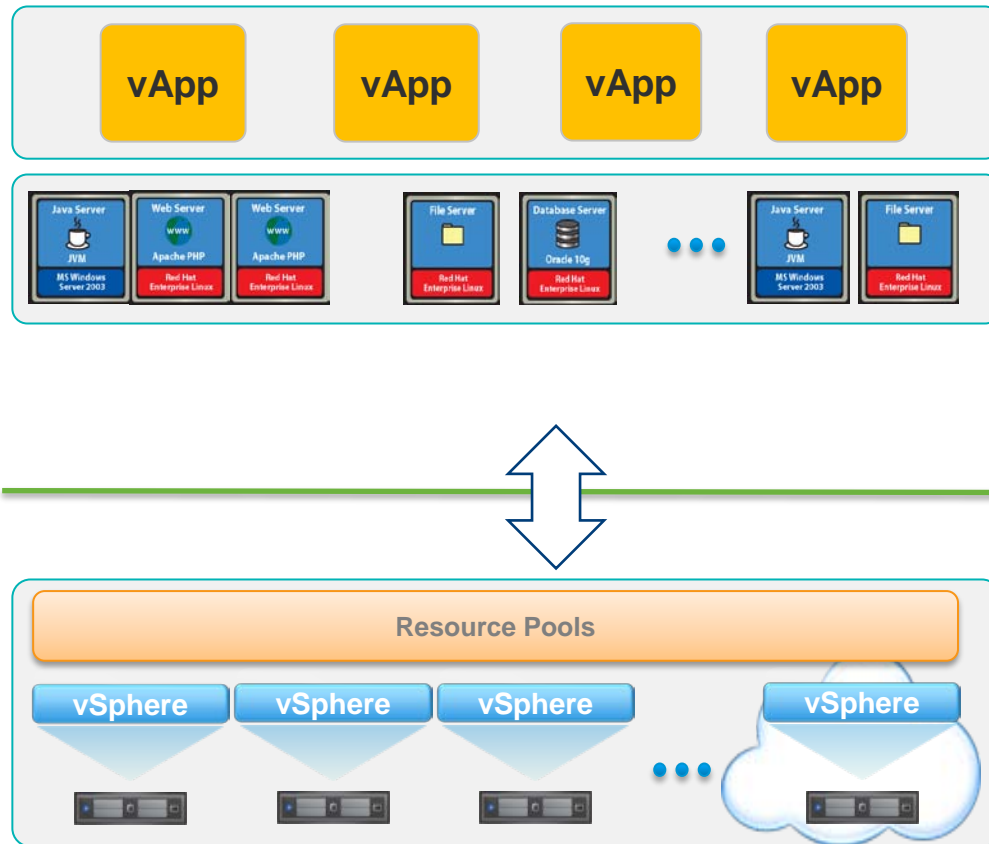 vApp vApp vApp vApp
Java Server
JVM
MS Windows
Server 2003
Web Server
www
Apache PHP
Red Hat
Enterprise Linux
Web Server
www
Apache PHP
Red Hat
Enterprise Linux
File Server
Red Hat
Enterprise Linux
Database Server
Oracle 10g
Red Hat
Enterprise Linux
Java Server
JVM
MS Windows
Server 2003
File Server
Red Hat
Enterprise Linux
Resource Pools
vSphere vSphere vSphere vSphere